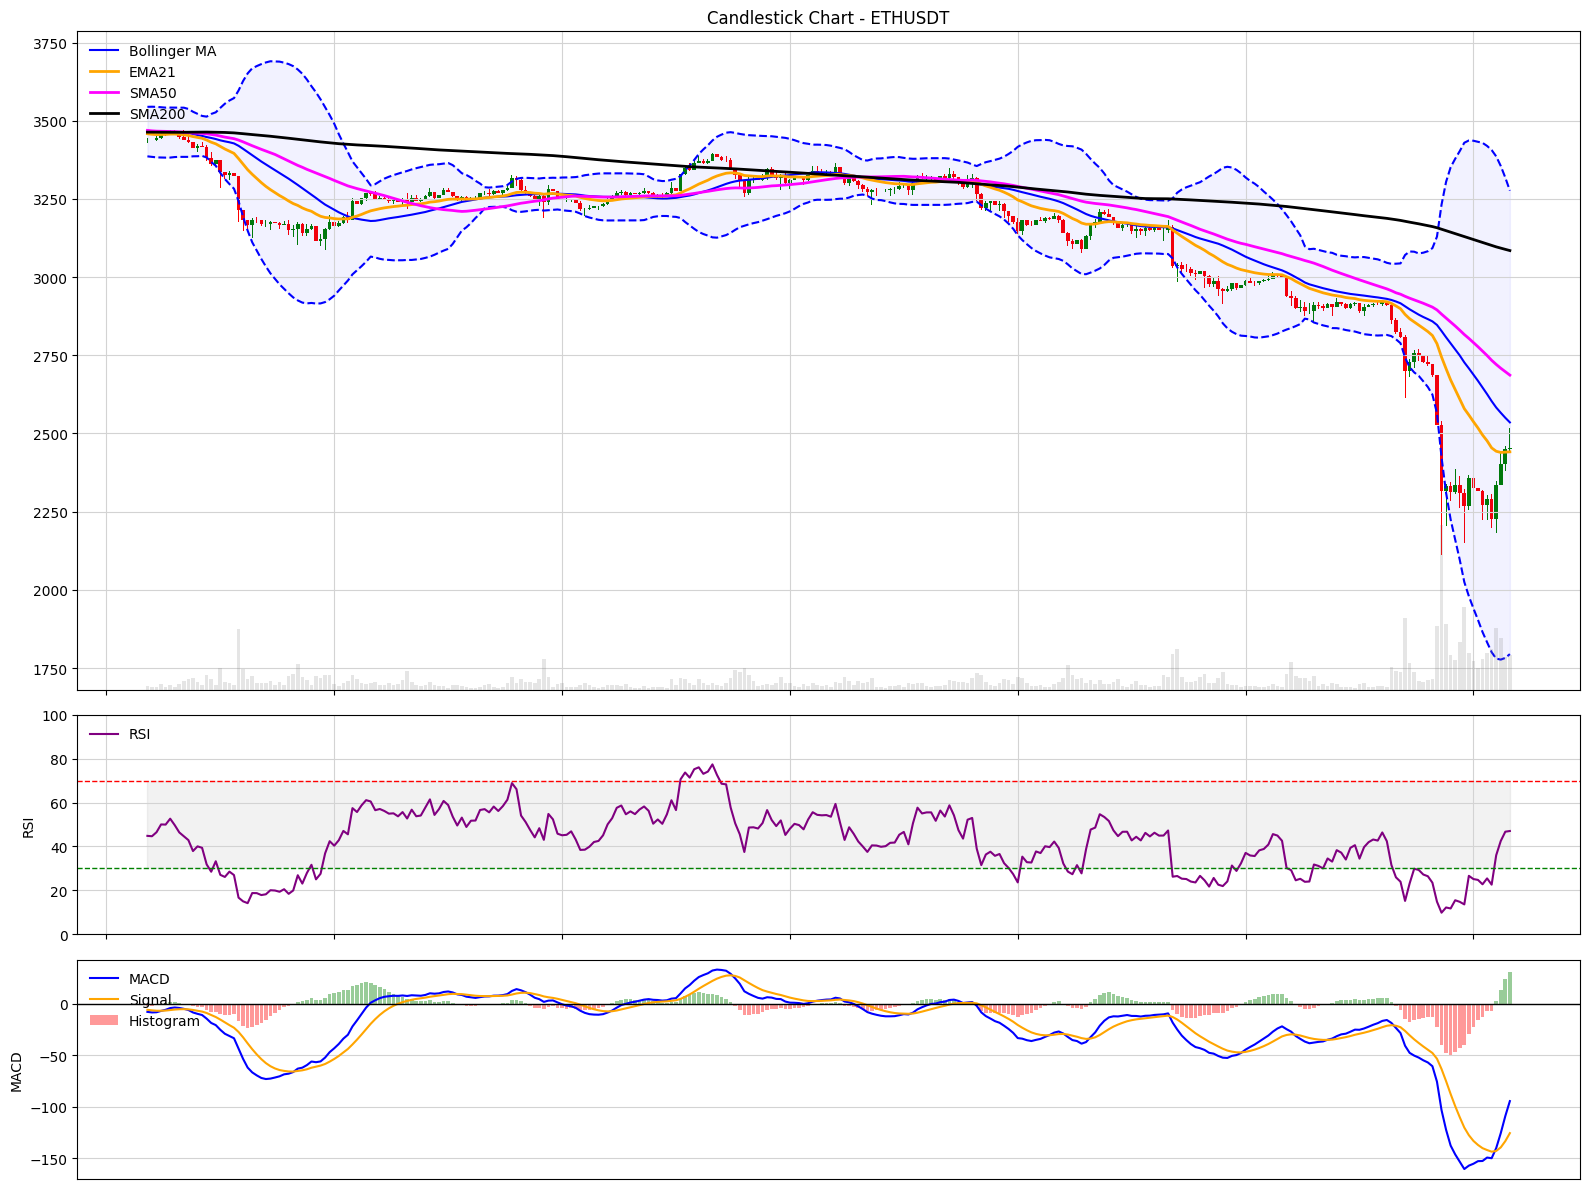 Candlestick Chart - ETHUSDT
3750
3500
3250
3000
2750
2500
2250
2000
1750
Bollinger MA
EMA21
SMA50
SMA200
100
80
60
40
20
0
RSI
RSI
0
−50
−100
−150
MACD
MACD
Signal
Histogram